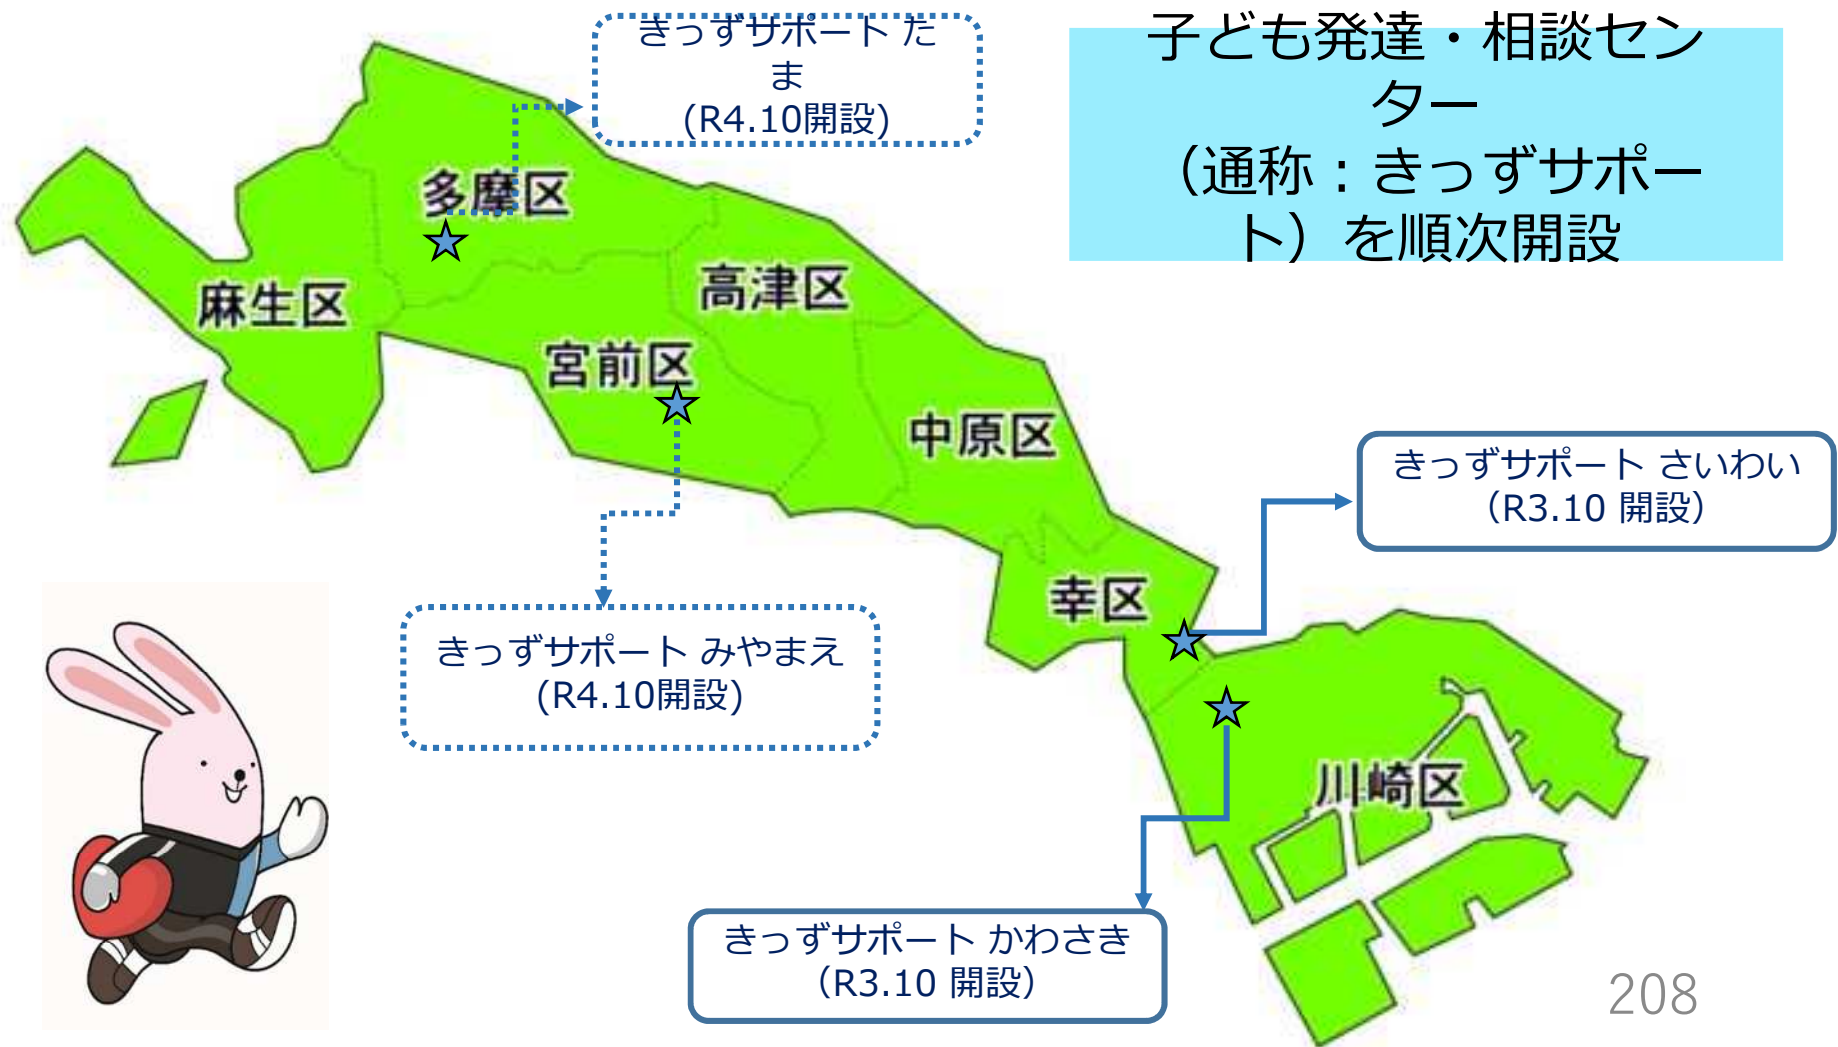 きっずサポート た
ま
(R4.10開設)
子ども発達・相談セン
ター
（通称：きっずサポー
ト）を順次開設
多摩区
麻生区
高津区
宮前区
中原区
きっずサポート さいわい
（R3.10 開設）
幸区
きっずサポート みやまえ
(R4.10開設)
川崎区
きっずサポート かわさき
（R3.10 開設）
208